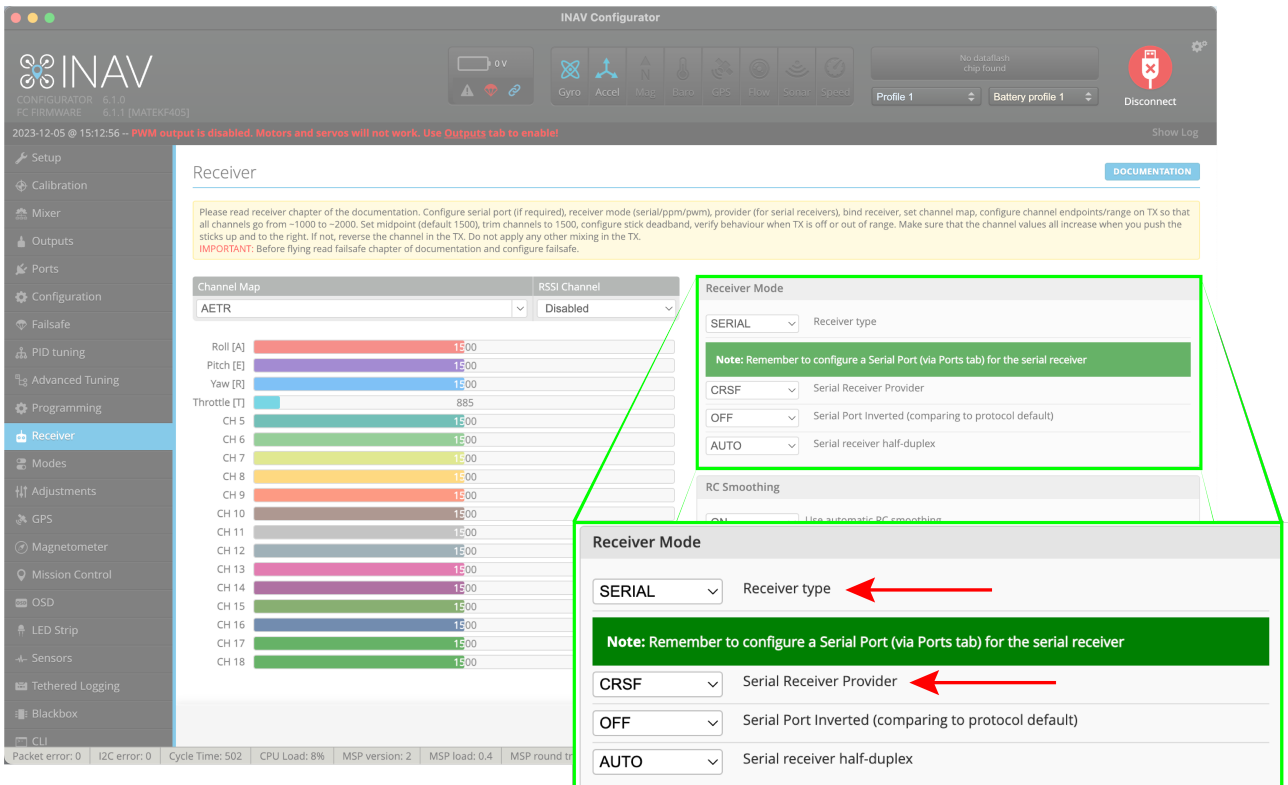 INAV Configurator
INAV
CONFIGURATOR 6.1.0
FC FIRMWARE 6.1.1 [MATEKF405]
0 V
Gyro Accel Mag Baro GPS Flow Sonar Speed
No dataflash
chip found
Profile 1 Battery profile 1
Disconnect
2023-12-05 @ 15:12:56 -- PWM output is disabled. Motors and servos will not work. Use Outputs tab to enable!
Show Log
Setup
Calibration
Mixer
Outputs
Ports
Configuration
Failsafe
PID tuning
Advanced Tuning
Programming
Receiver
Modes
Adjustments
GPS
Magnetometer
Mission Control
OSD
LED Strip
Sensors
Tethered Logging
Blackbox
CLI
Receiver
DOCUMENTATION
Please read receiver chapter of the documentation. Configure serial port (if required), receiver mode (serial/ppm/pwm), provider (for serial receivers), bind receiver, set channel map, configure channel endpoints/range on TX so that
all channels go from ~1000 to ~2000. Set midpoint (default 1500), trim channels to 1500, configure stick deadband, verify behaviour when TX is off or out of range. Make sure that the channel values all increase when you push the
sticks up and to the right. If not, reverse the channel in the TX. Do not apply any other mixing in the TX.
IMPORTANT: Before flying read failsafe chapter of documentation and configure failsafe.
Channel Map RSSI Channel
AETR Disabled
Roll [A] 1500
Pitch [E] 1500
Yaw [R] 1500
Throttle [T] 885
CH 5 1500
CH 6 1500
CH 7 1500
CH 8 1500
CH 9 1500
CH 10 1500
CH 11 1500
CH 12 1500
CH 13 1500
CH 14 1500
CH 15 1500
CH 16 1500
CH 17 1500
CH 18 1500
Receiver Mode
SERIAL Receiver type
Note: Remember to configure a Serial Port (via Ports tab) for the serial receiver
CRSF Serial Receiver Provider
OFF Serial Port Inverted (comparing to protocol default)
AUTO Serial receiver half-duplex
RC Smoothing
ON Use automatic RC smoothing
Receiver Mode
SERIAL Receiver type
Note: Remember to configure a Serial Port (via Ports tab) for the serial receiver
CRSF Serial Receiver Provider
OFF Serial Port Inverted (comparing to protocol default)
AUTO Serial receiver half-duplex
Packet error: 0 I2C error: 0 Cycle Time: 502 CPU Load: 8% MSP version: 2 MSP load: 0.4 MSP round tr